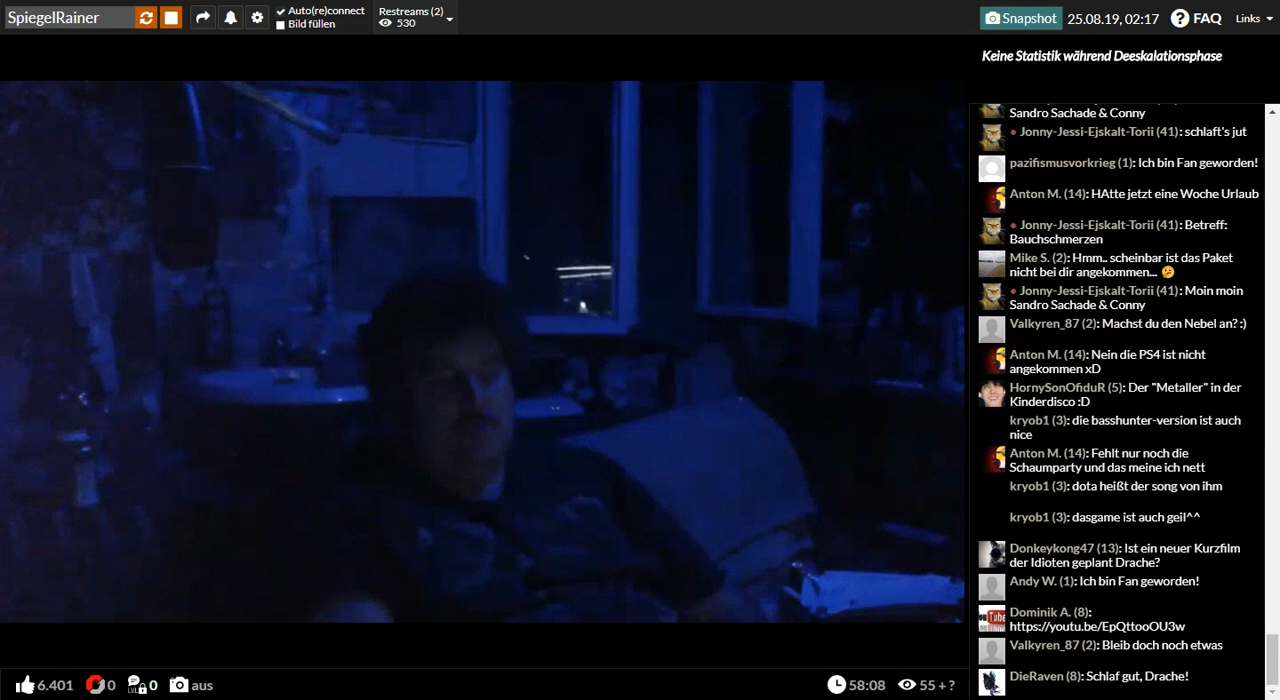 SpiegelRainer
Auto(re)connect
Bild füllen
Restreams (2)
530
Snapshot
25.08.19, 02:17
FAQ
Links
Keine Statistik während Deeskalationsphase
Sandro Sachade & Conny
Jonny-Jessi-Ejskalt-Torii (41): schlaft's jut
pazifismusvorkrieg (1): Ich bin Fan geworden!
Anton M. (14): HAtte jetzt eine Woche Urlaub
Jonny-Jessi-Ejskalt-Torii (41): Betreff:
Bauchschmerzen
Mike S. (2): Hmm.. scheinbar ist das Paket
nicht bei dir angekommen...
Jonny-Jessi-Ejskalt-Torii (41): Moin moin
Sandro Sachade & Conny
Valkyren_87 (2): Machst du den Nebel an? :)
Anton M. (14): Nein die PS4 ist nicht
angekommen xD
HornySonOfiduR (5): Der "Metaller" in der
Kinderdisco :D
kryob1 (3): die basshunter-version ist auch
nice
Anton M. (14): Fehlt nur noch die
Schaumparty und das meine ich nett
kryob1 (3): dota heißt der song von ihm
kryob1 (3): dasgame ist auch geil^^
Donkeykong47 (13): Ist ein neuer Kurzfilm
der Idioten geplant Drache?
Andy W. (1): Ich bin Fan geworden!
Dominik A. (8):
https://youtu.be/EpQttooOU3w
Valkyren_87 (2): Bleib doch noch etwas
DieRaven (8): Schlaf gut, Drache!
6.401
0
LVL
0
aus
58:08
55 + ?